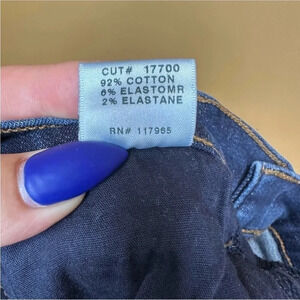 CUT# 17700
92% COTTON
6% ELASTOMR
2% ELASTANE
RN# 117965